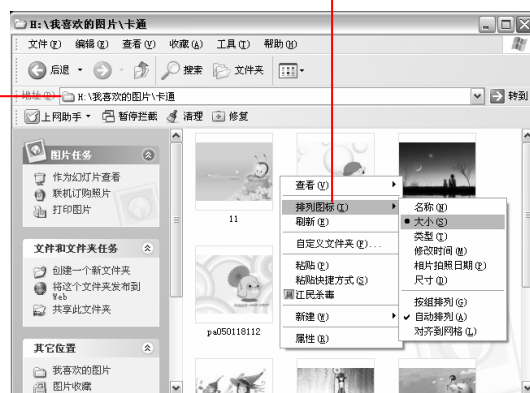 H:\我喜欢的图片\卡通
文件(F) 编辑(E) 查看(V) 收藏(A) 工具(T) 帮助(H)
后退 搜索 文件夹
地址(D) H:\我喜欢的图片\卡通 转到
上网助手 暂停拦截 清理 修复
图片任务
作为幻灯片查看
联机订购照片
打印图片
文件和文件夹任务
创建一个新文件夹
将这个文件夹发布到
Web
共享此文件夹
其它位置
我喜欢的图片
图片收藏
11
pa050118112
查看(V)
排列图标(I)
刷新(E)
自定义文件夹(F)...
粘贴(P)
粘贴快捷方式(S)
江民杀毒
新建(W)
属性(R)
名称(N)
大小(S)
类型(T)
修改时间(M)
相片拍照日期(P)
尺寸(D)
按组排列(G)
自动排列(A)
对齐到网格(L)